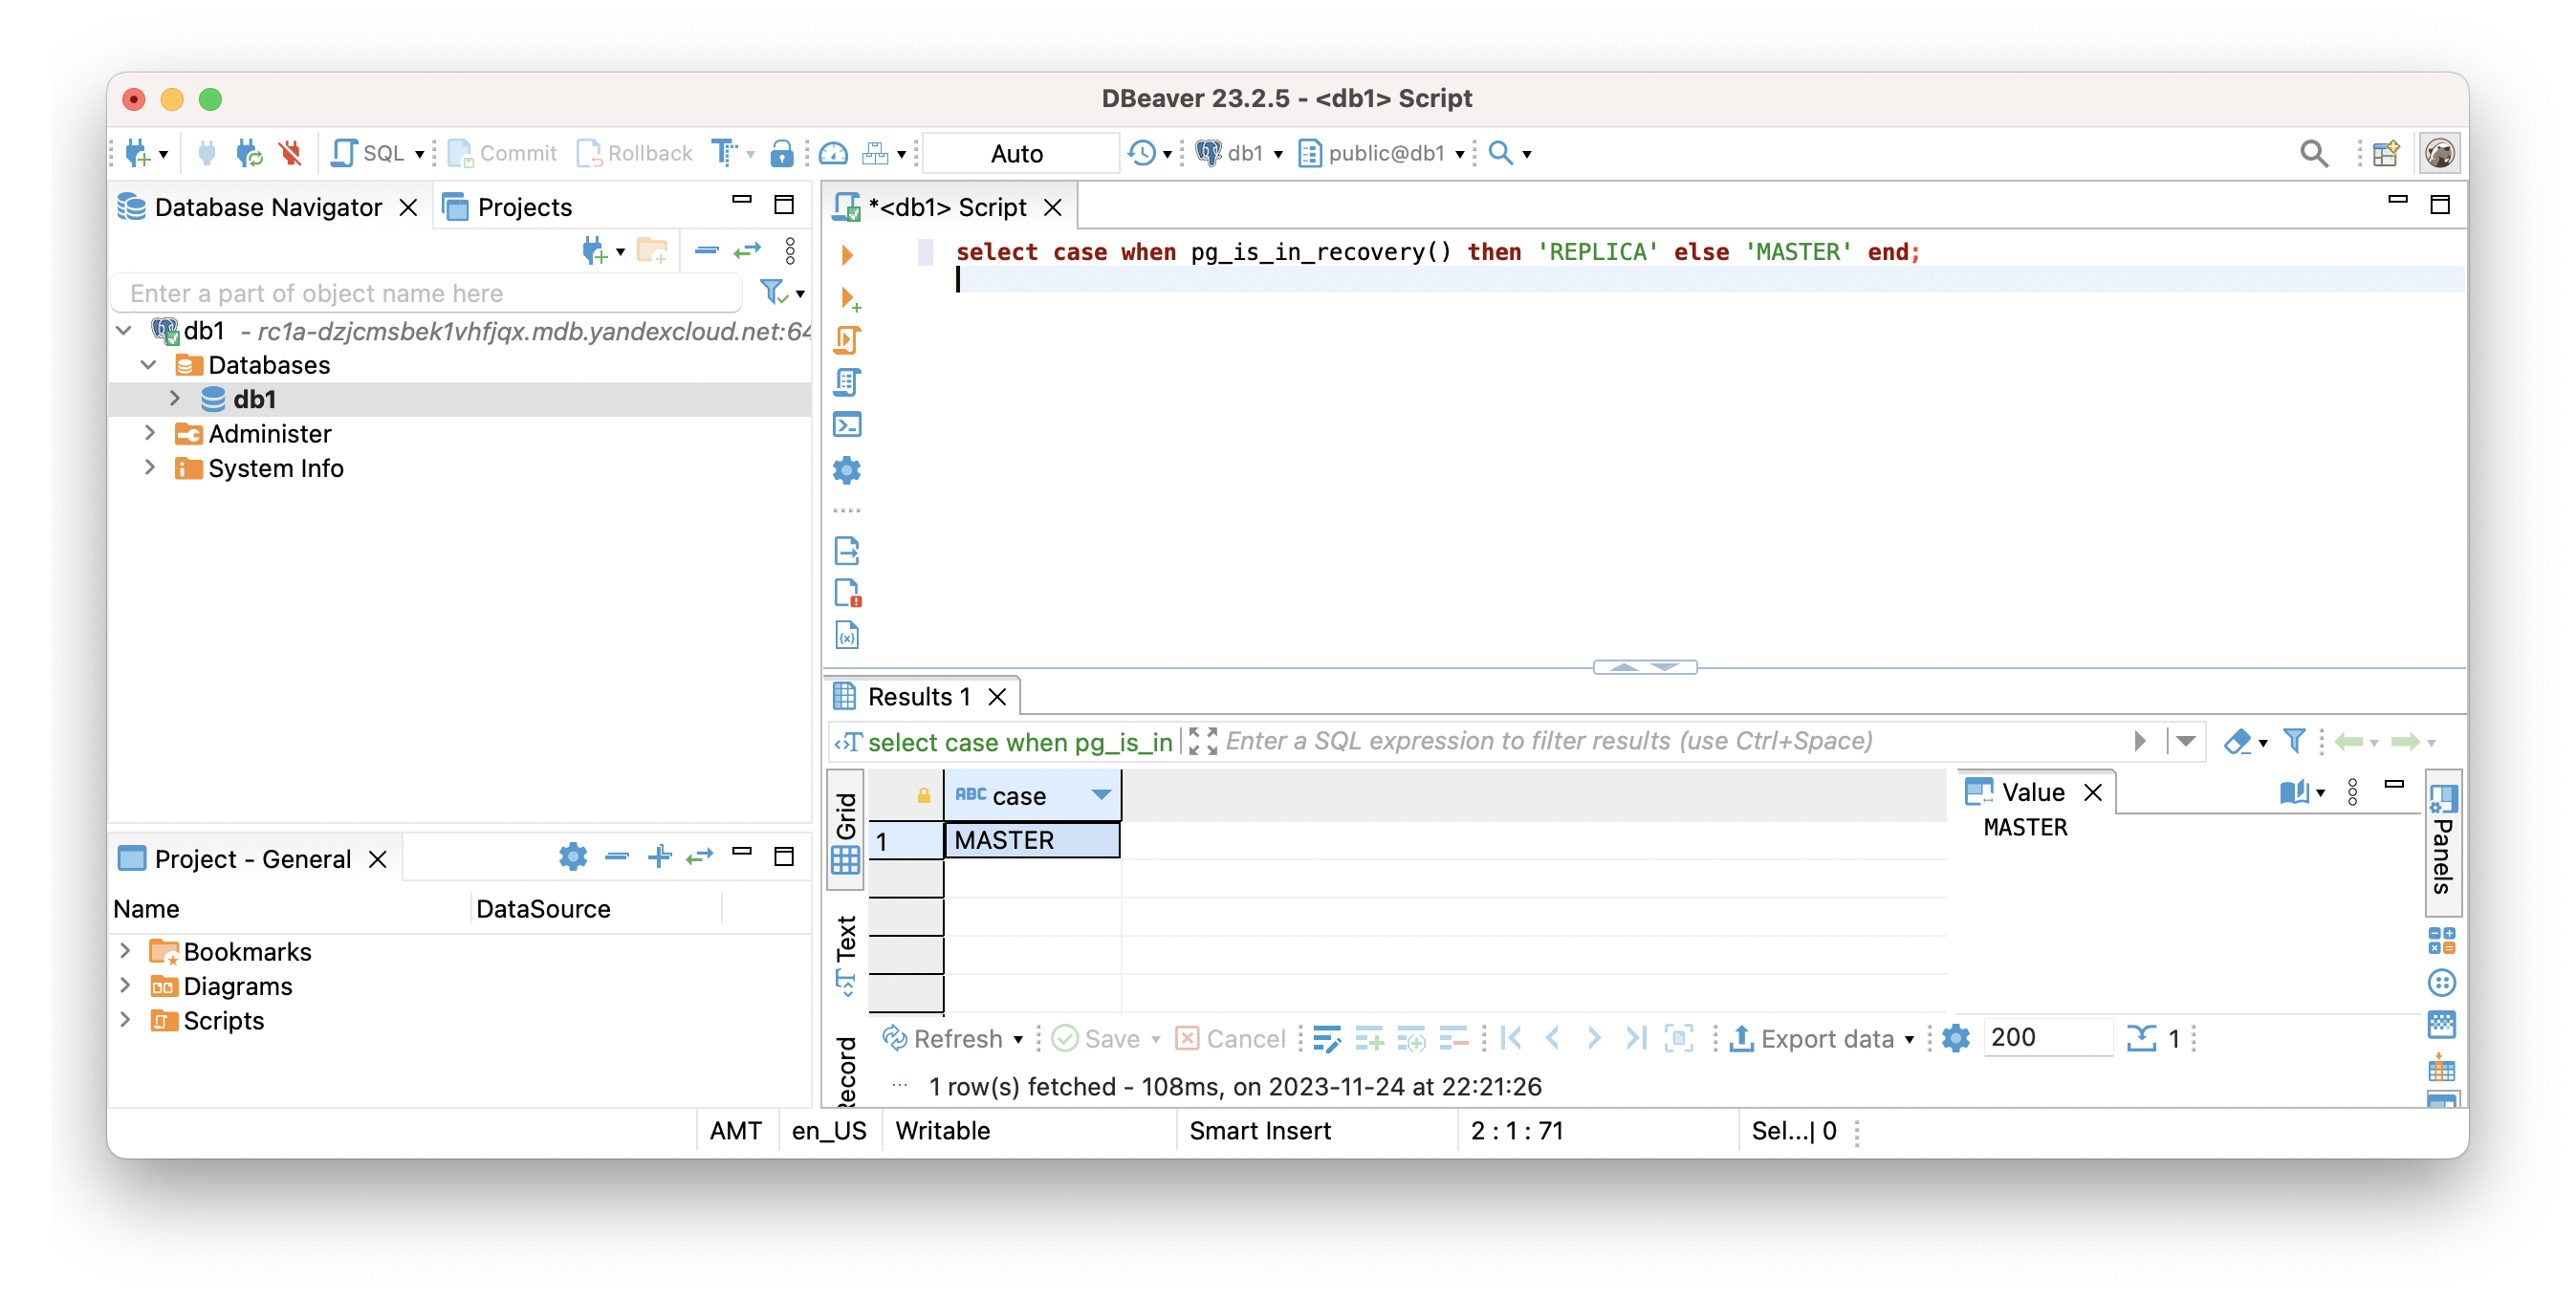 DBeaver 23.2.5 - <db1> Script
SQL Commit Rollback Auto db1 public@db1
Database Navigator Projects
Enter a part of object name here
db1 - rc1a-dzjcmsbek1vhfjqx.mdb.yandexcloud.net:64
Databases
db1
Administer
System Info
Project - General
Name DataSource
Bookmarks
Diagrams
Scripts
*<db1> Script
select case when pg_is_in_recovery() then 'REPLICA' else 'MASTER' end;
Results 1
select case when pg_is_in Enter a SQL expression to filter results (use Ctrl+Space)
Grid
Text
Record
ABC case
1 MASTER
Value
MASTER
Panels
Refresh Save Cancel Export data 200 1
... 1 row(s) fetched - 108ms, on 2023-11-24 at 22:21:26
AMT en_US Writable Smart Insert 2 : 1 : 71 Sel...| 0